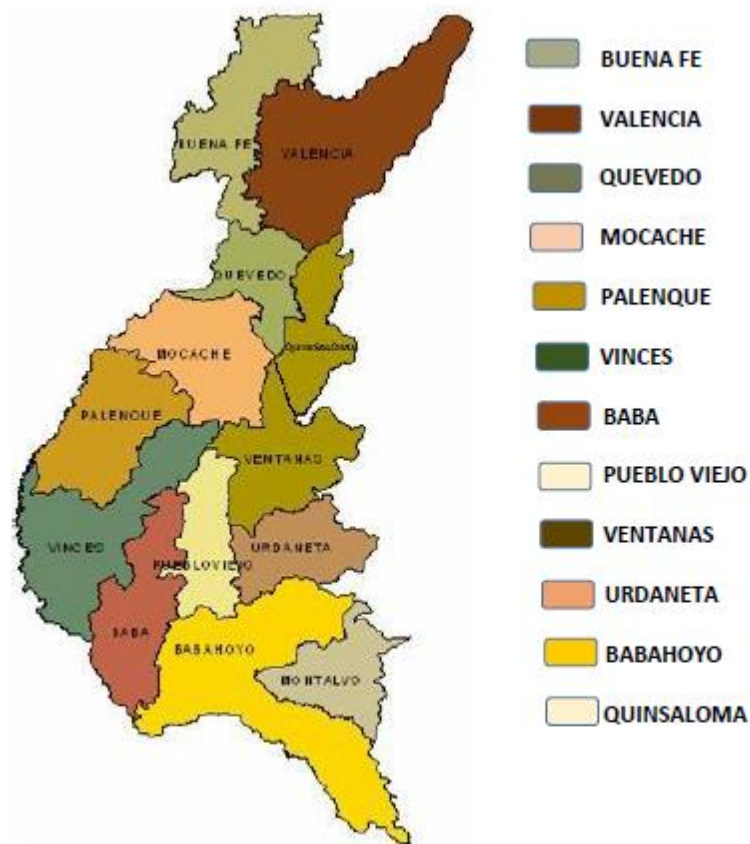 BUENA FE
VALENCIA
QUEVEDO
QUINSALOMA
MOCACHE
PALENQUE
VENTANAS
VINCES
URDANETA
PUEBLOVIEJO
BABA
BABAHOYO
MONTALVO
BUENA FE
VALENCIA
QUEVEDO
MOCACHE
PALENQUE
VINCES
BABA
PUEBLO VIEJO
VENTANAS
URDANETA
BABAHOYO
QUINSALOMA